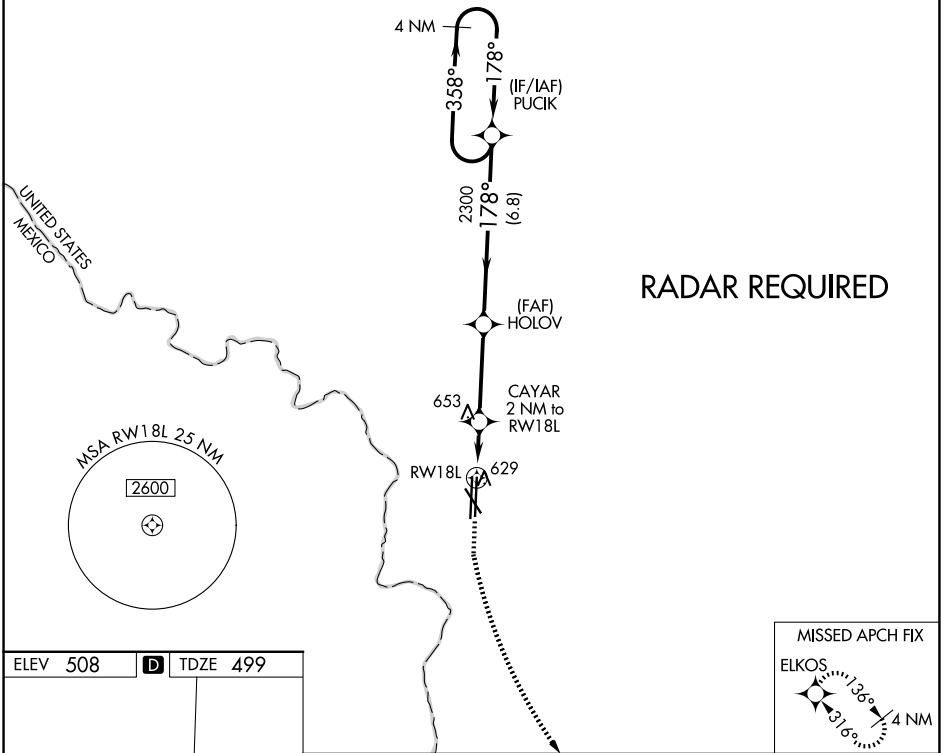 4 NM
358°
178°
(IF/IAF)
PUCIK
2300
178°
(6.8)
UNITED STATES
MEXICO
RADAR REQUIRED
(FAF)
HOLOV
653
CAYAR
2 NM to
RW18L
MSA RW18L 25 NM
2600
RW18L
629
MISSED APCH FIX
ELKOS
136°
316°
4 NM
ELEV 508
D
TDZE 499